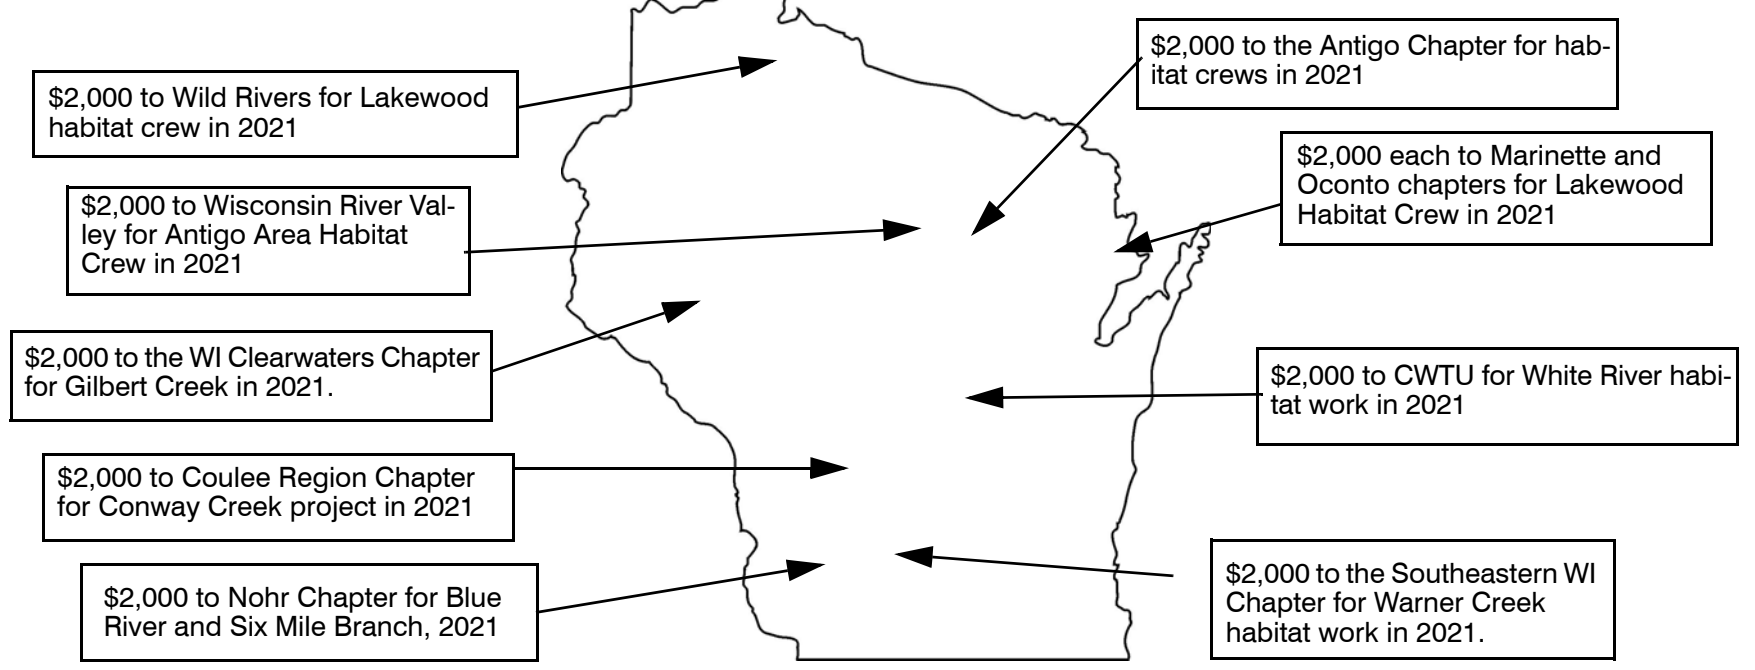 $2,000 to Wild Rivers for Lakewood
habitat crew in 2021
$2,000 to Wisconsin River Val-
ley for Antigo Area Habitat
Crew in 2021
$2,000 to the WI Clearwaters Chapter
for Gilbert Creek in 2021.
$2,000 to Coulee Region Chapter
for Conway Creek project in 2021
$2,000 to Nohr Chapter for Blue
River and Six Mile Branch, 2021
$2,000 to the Antigo Chapter for hab-
itat crews in 2021
$2,000 each to Marinette and
Oconto chapters for Lakewood
Habitat Crew in 2021
$2,000 to CWTU for White River habi-
tat work in 2021
$2,000 to the Southeastern WI
Chapter for Warner Creek
habitat work in 2021.